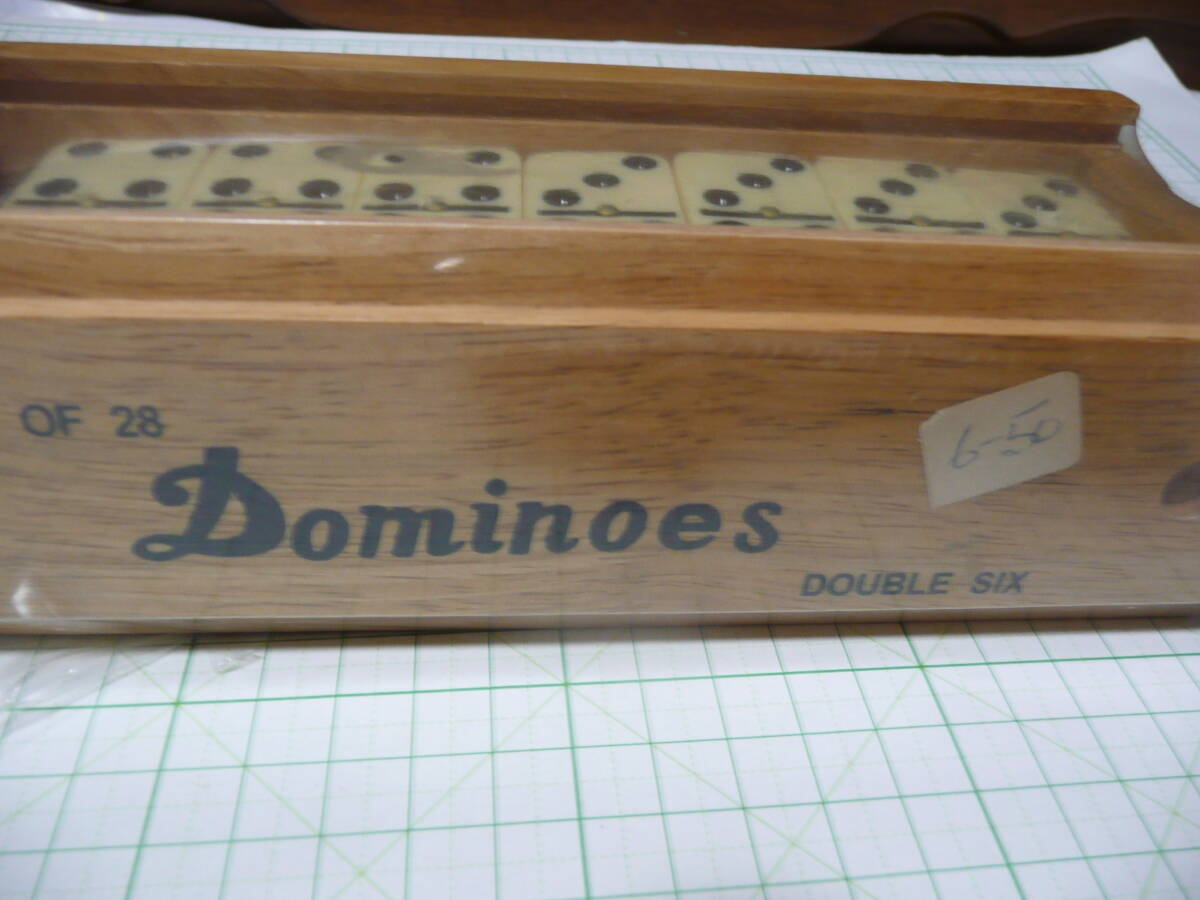 OF 28
Dominoes
DOUBLE SIX
6-50